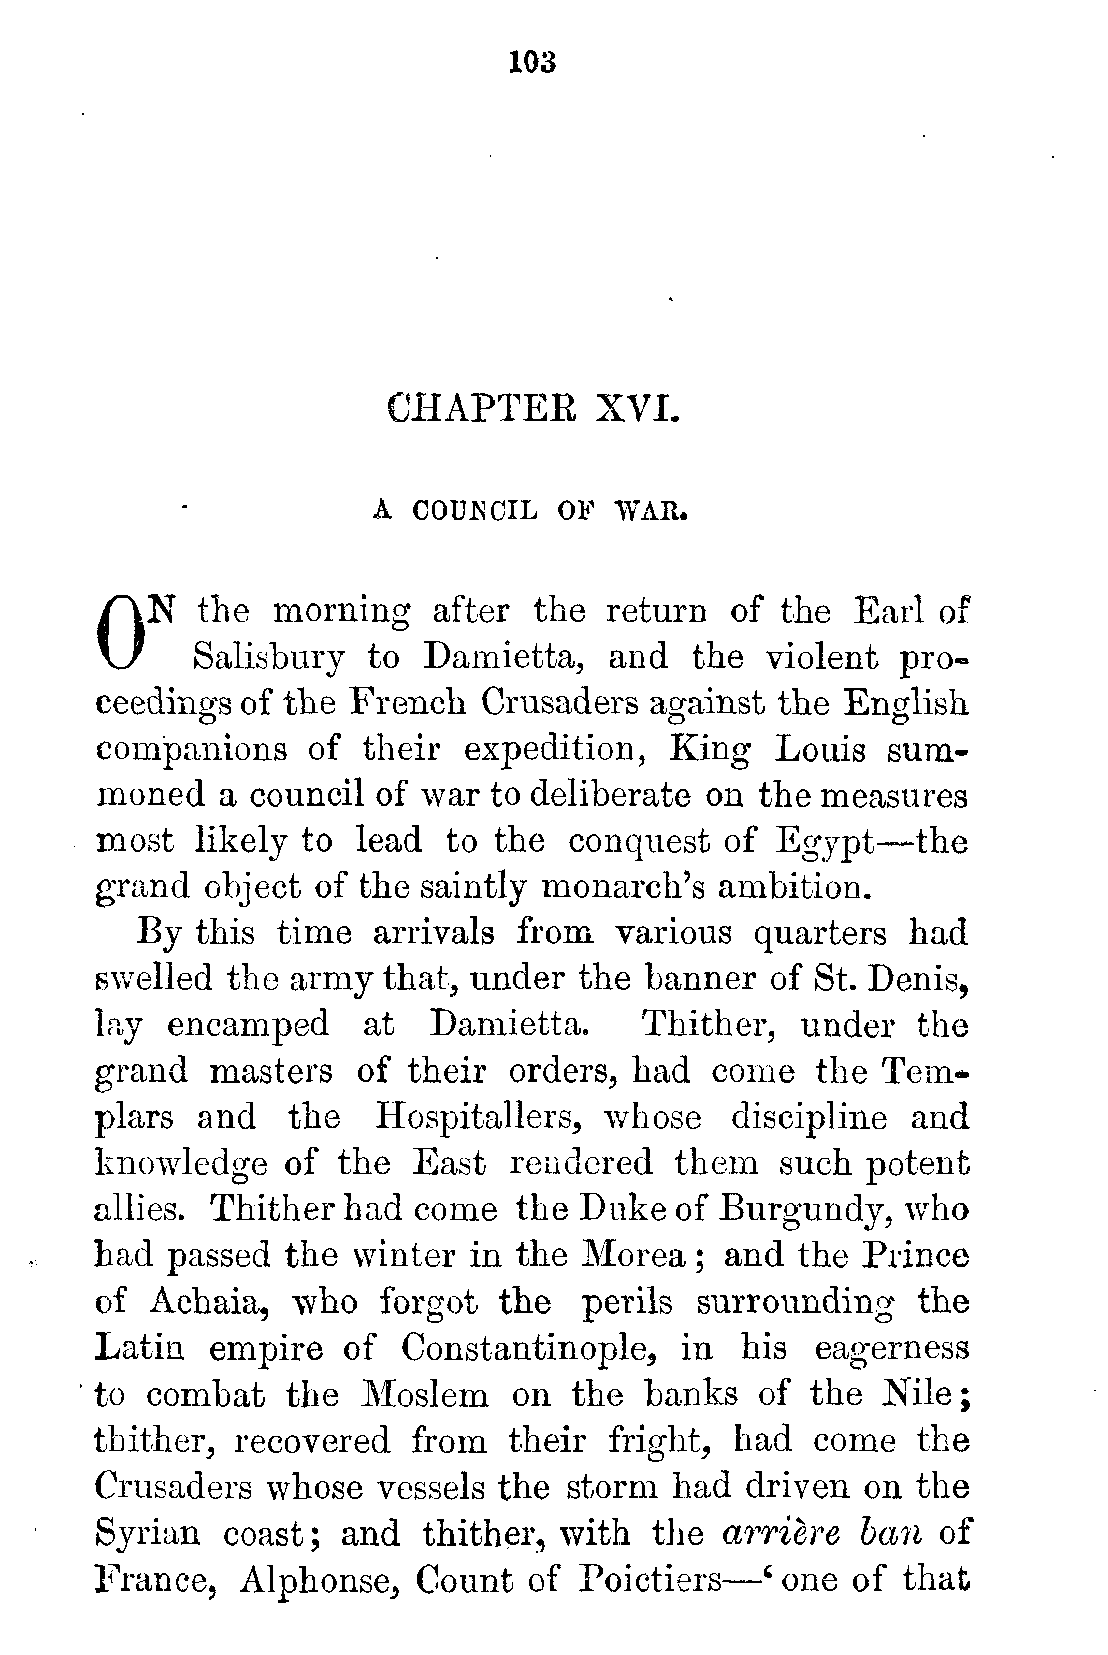 103
CHAPTER XVI.
A COUNCIL OF WAR.
ON the morning after the return of the Earl of
Salisbury to Damietta, and the violent pro-
ceedings of the French Crusaders against the English
companions of their expedition, King Louis sum-
moned a council of war to deliberate on the measures
most likely to lead to the conquest of Egypt—the
grand object of the saintly monarch's ambition.
By this time arrivals from various quarters had
swelled the army that, under the banner of St. Denis,
lay encamped at Damietta. Thither, under the
grand masters of their orders, had come the Tem-
plars and the Hospitallers, whose discipline and
knowledge of the East rendered them such potent
allies. Thither had come the Duke of Burgundy, who
had passed the winter in the Morea; and the Prince
of Achaia, who forgot the perils surrounding the
Latin empire of Constantinople, in his eagerness
to combat the Moslem on the banks of the Nile;
thither, recovered from their fright, had come the
Crusaders whose vessels the storm had driven on the
Syrian coast; and thither, with the arrière ban of
France, Alphonse, Count of Poictiers—‘one of that